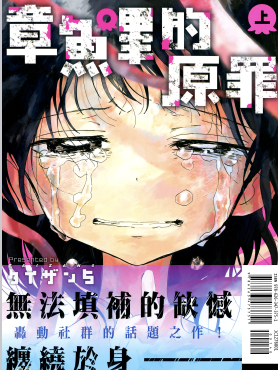 章魚嗶的
原罪
上
Presented by
タイザン5
無法填補的缺憾
轟動社群的話題之作!
纏繞於身